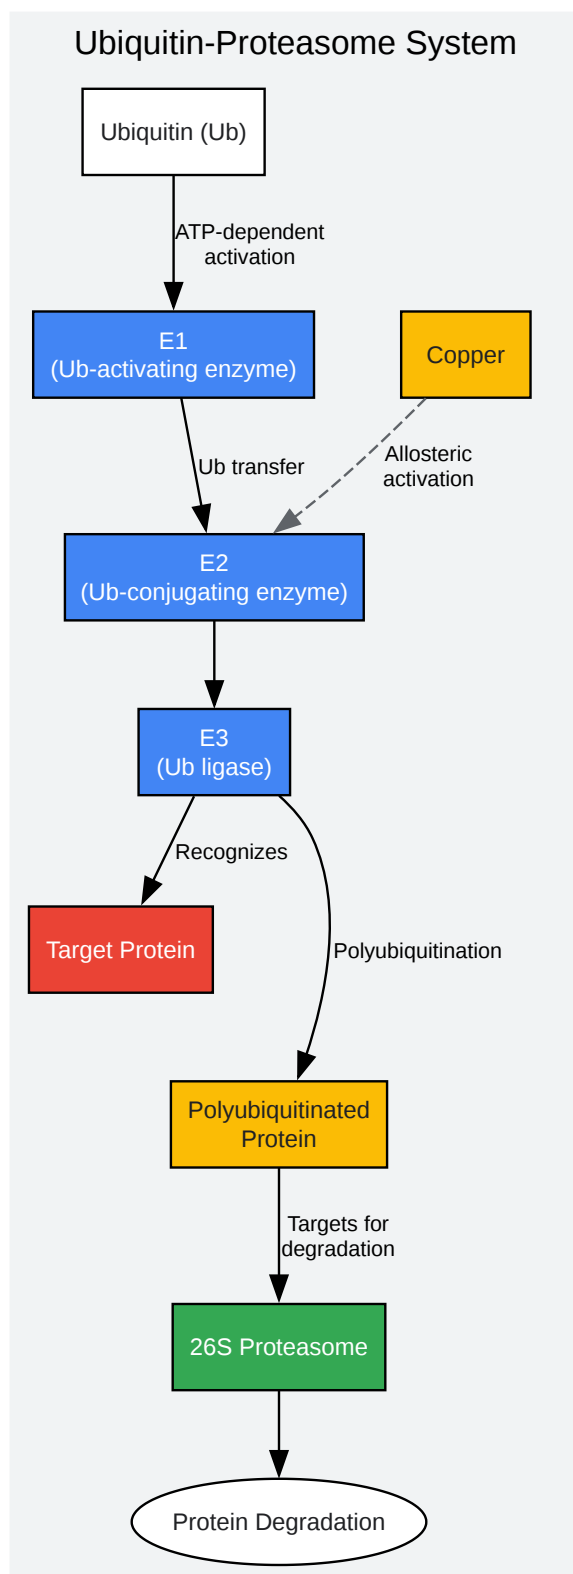 Ubiquitin-Proteasome System
Ubiquitin (Ub)
ATP-dependent
activation
E1
(Ub-activating enzyme)
Copper
Ub transfer
Allosteric
activation
E2
(Ub-conjugating enzyme)
E3
(Ub ligase)
Recognizes
Target Protein
Polyubiquitination
Polyubiquitinated
Protein
Targets for
degradation
26S Proteasome
Protein Degradation